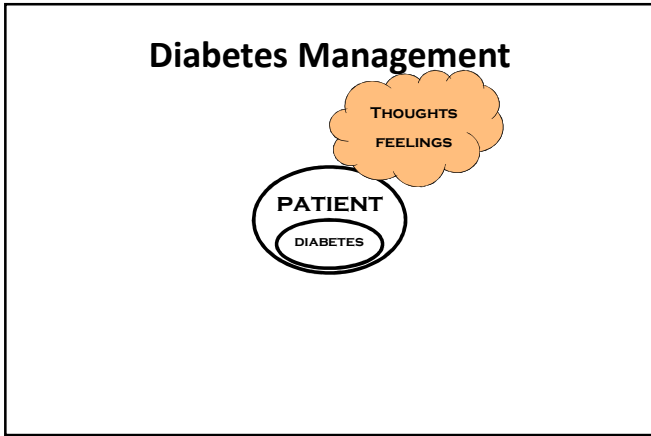 Diabetes Management
THOUGHTS
FEELINGS
PATIENT
DIABETES